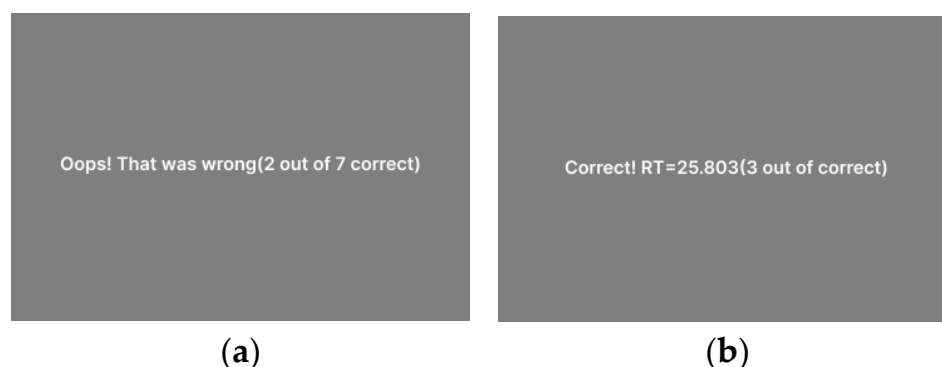 Oops! That was wrong(2 out of 7 correct)
Correct! RT=25.803(3 out of correct)
(a)
(b)